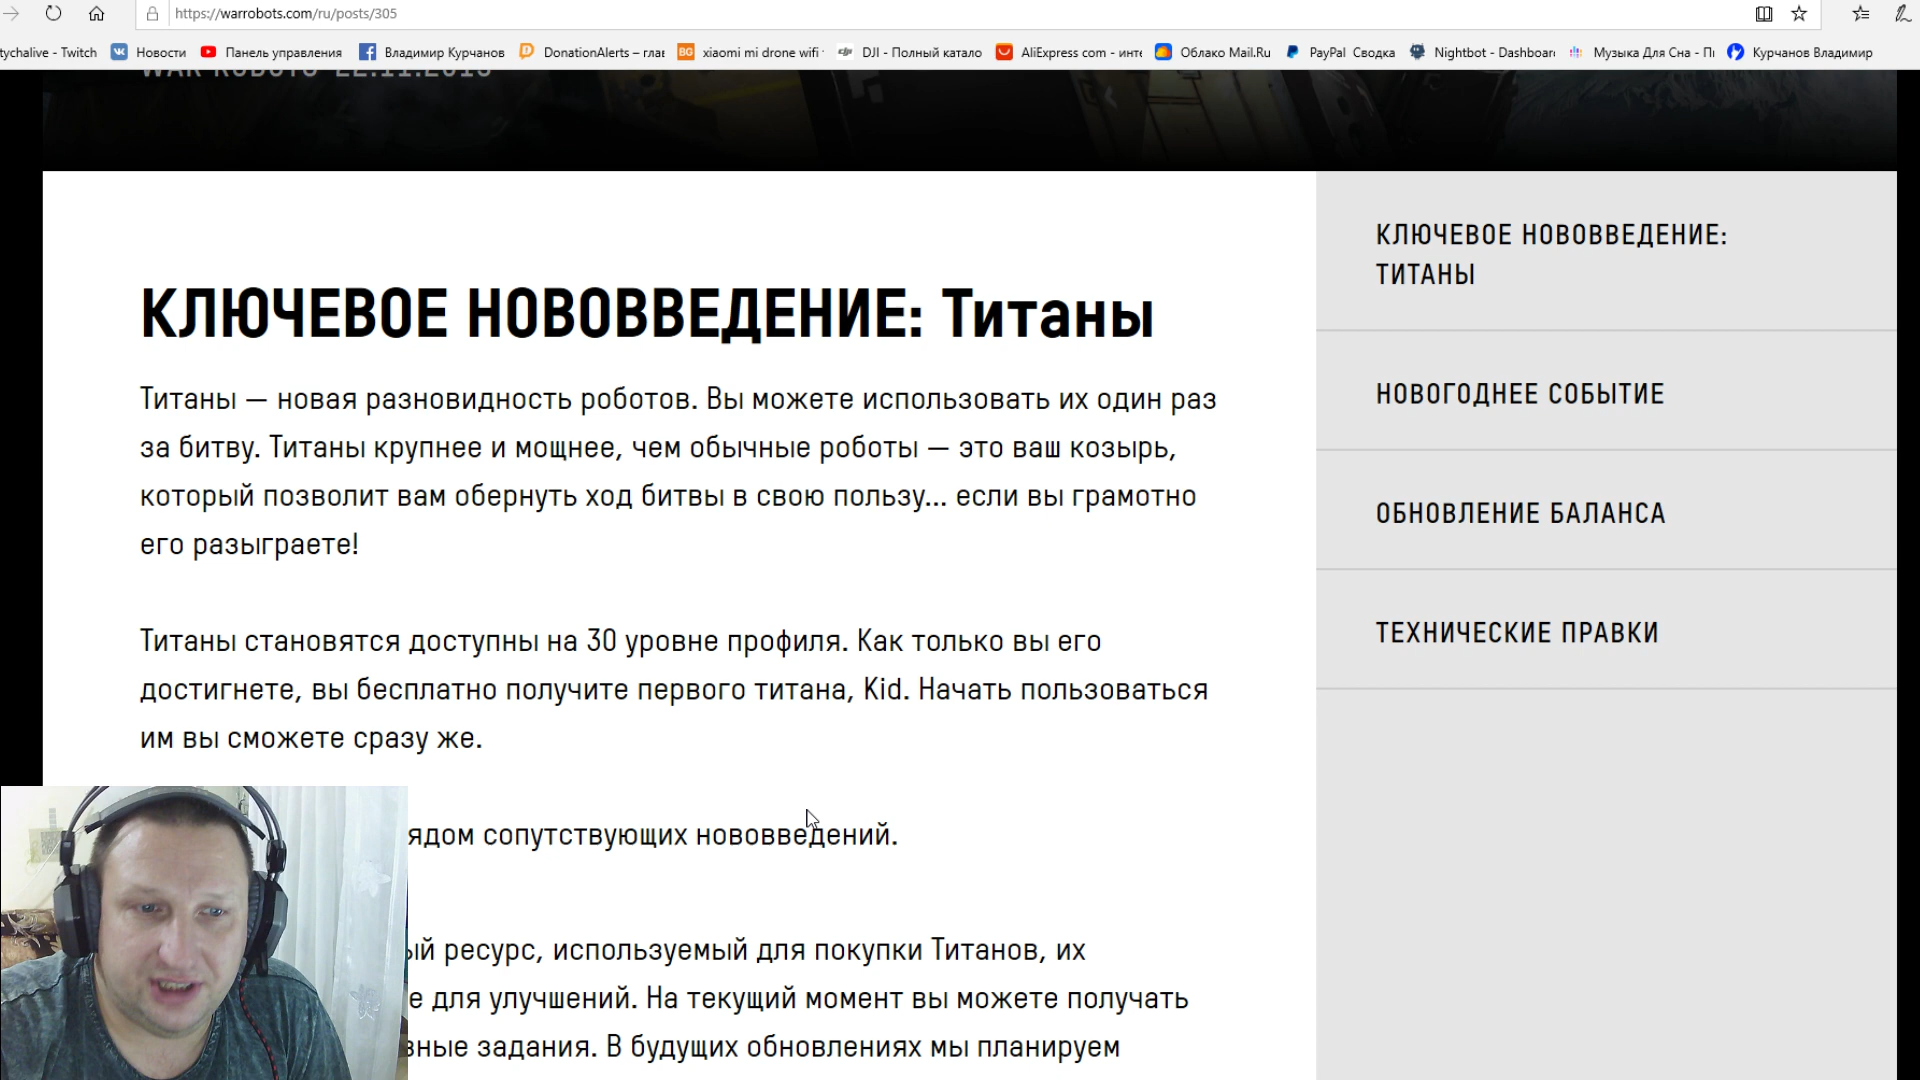 https://warrobots.com/ru/posts/305
tychalive - Twitch
Новости
Панель управления
Владимир Курчанов
DonationAlerts – глав
xiaomi mi drone wifi
DJI - Полный катало
AliExpress com - инте
Облако Mail.Ru
PayPal Сводка
Nightbot - Dashboar
Музыка Для Сна - П
Курчанов Владимир
КЛЮЧЕВОЕ НОВОВВЕДЕНИЕ: Титаны
Титаны — новая разновидность роботов. Вы можете использовать их один раз
за битву. Титаны крупнее и мощнее, чем обычные роботы — это ваш козырь,
который позволит вам обернуть ход битвы в свою пользу... если вы грамотно
его разыграете!
Титаны становятся доступны на 30 уровне профиля. Как только вы его
достигнете, вы бесплатно получите первого титана, Kid. Начать пользоваться
им вы сможете сразу же.
ядом сопутствующих нововведений.
ый ресурс, используемый для покупки Титанов, их
е для улучшений. На текущий момент вы можете получать
вные задания. В будущих обновлениях мы планируем
КЛЮЧЕВОЕ НОВОВВЕДЕНИЕ:
ТИТАНЫ
НОВОГОДНЕЕ СОБЫТИЕ
ОБНОВЛЕНИЕ БАЛАНСА
ТЕХНИЧЕСКИЕ ПРАВКИ